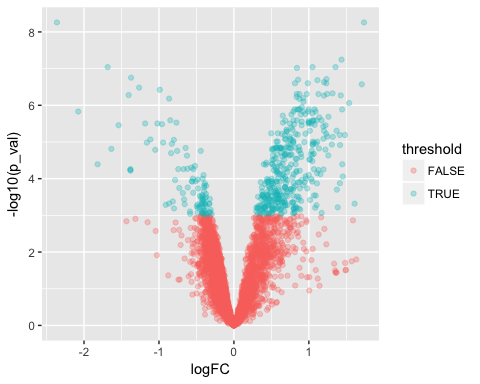 8
6
4
2
0
-log10(p_val)
-2
-1
0
1
logFC
threshold
FALSE
TRUE